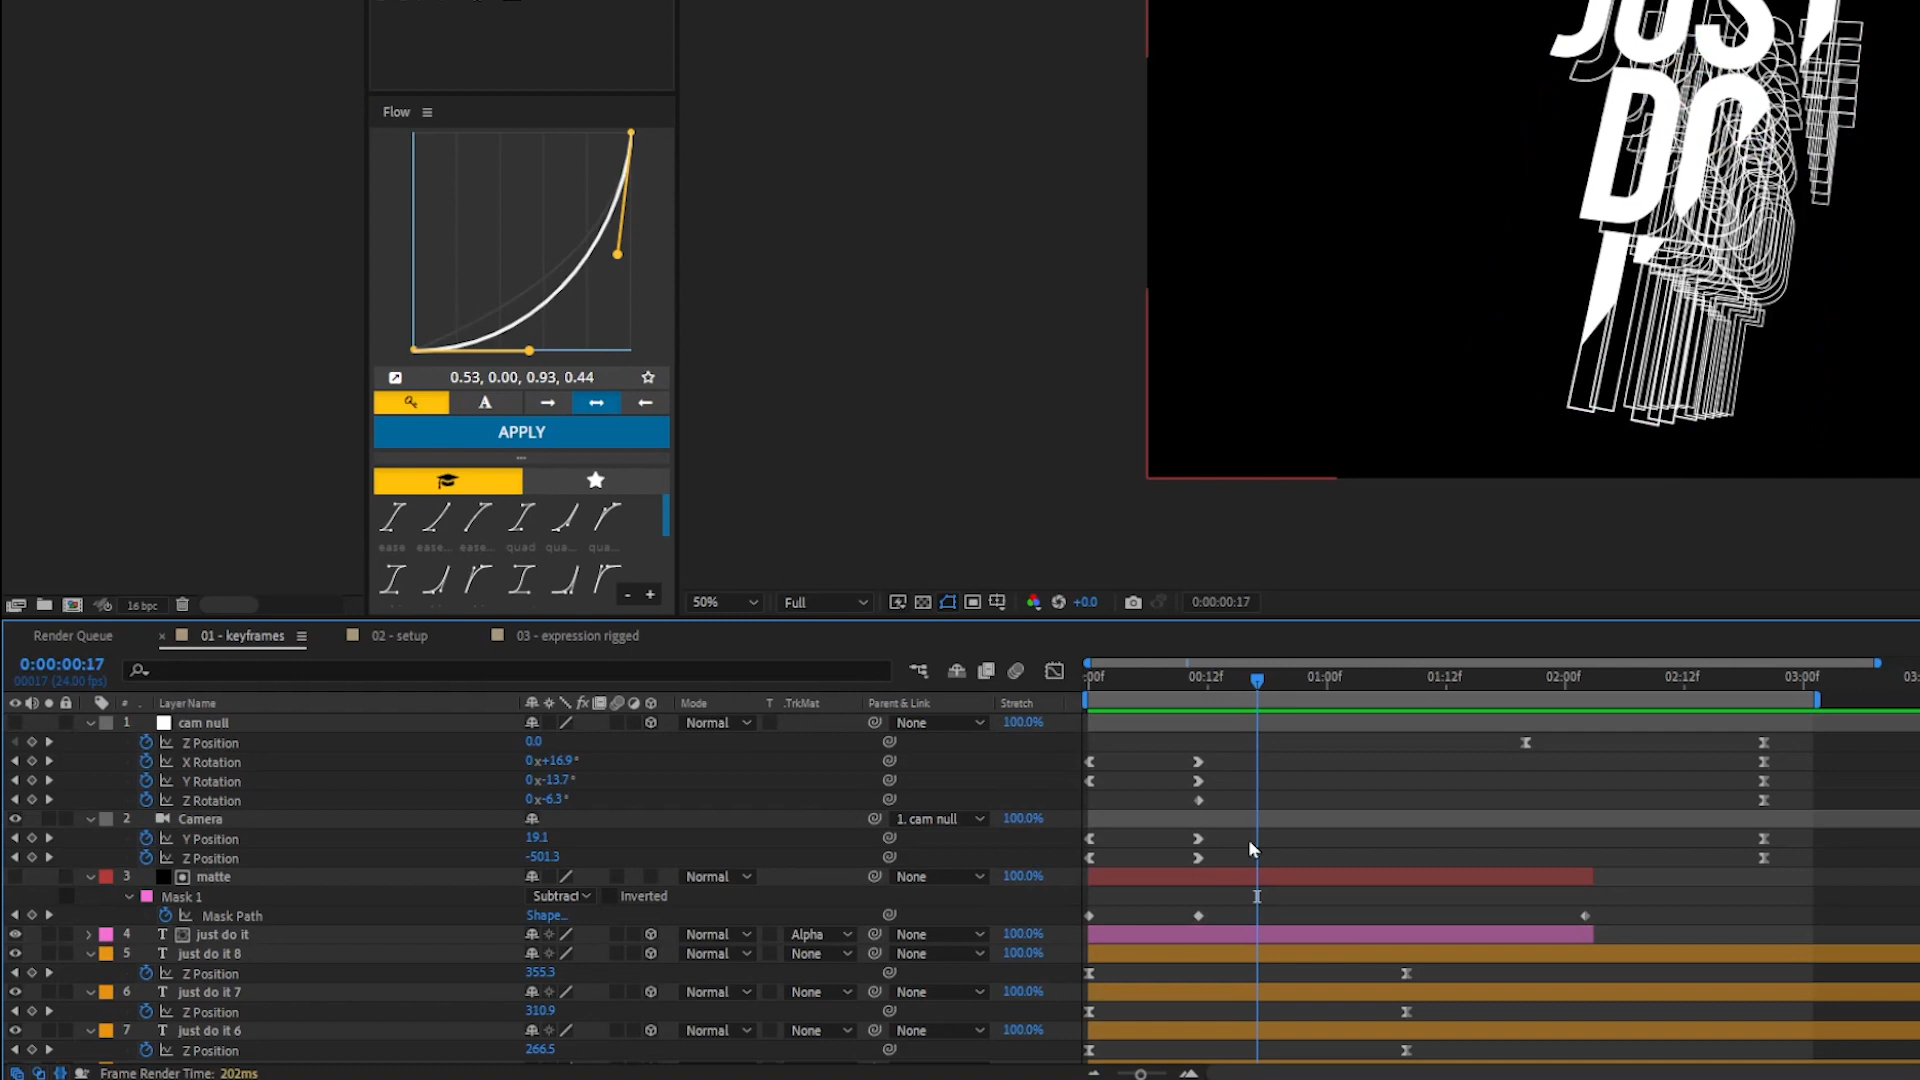 JUST
DO
Flow
0.53, 0.00, 0.93, 0.44
A
APPLY
ease ease... ease... quad qua... qua...
- +
16 bpc
50% Full +0.0 0:00:00:17
Render Queue × 01 - keyframes 02 - setup 03 - expression rigged
0:00:00:17
00017 (24.00 fps)
:00f 00:12f 01:00f 01:12f 02:00f 02:12f 03:00f 03:
# Layer Name fx Mode T .TrkMat Parent & Link Stretch
1 cam null Normal None 100.0%
Z Position 0.0
X Rotation 0x+16.9°
Y Rotation 0x-13.7°
Z Rotation 0x-6.3°
2 Camera 1. cam null 100.0%
Y Position 19.1
Z Position -501.3
3 matte Normal None 100.0%
Mask 1 Subtract Inverted
Mask Path Shape...
4 T just do it Normal Alpha None 100.0%
5 T just do it 8 Normal None None 100.0%
Z Position 355.3
6 T just do it 7 Normal None None 100.0%
Z Position 310.9
7 T just do it 6 Normal None None 100.0%
Z Position 266.5
Frame Render Time: 202ms